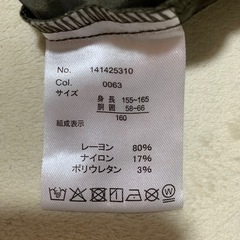 No. 141425310
Col. 0063
サイズ
身長 155-165
胴囲 58-66
160
組成表示
レーヨン 80%
ナイロン 17%
ポリウレタン 3%